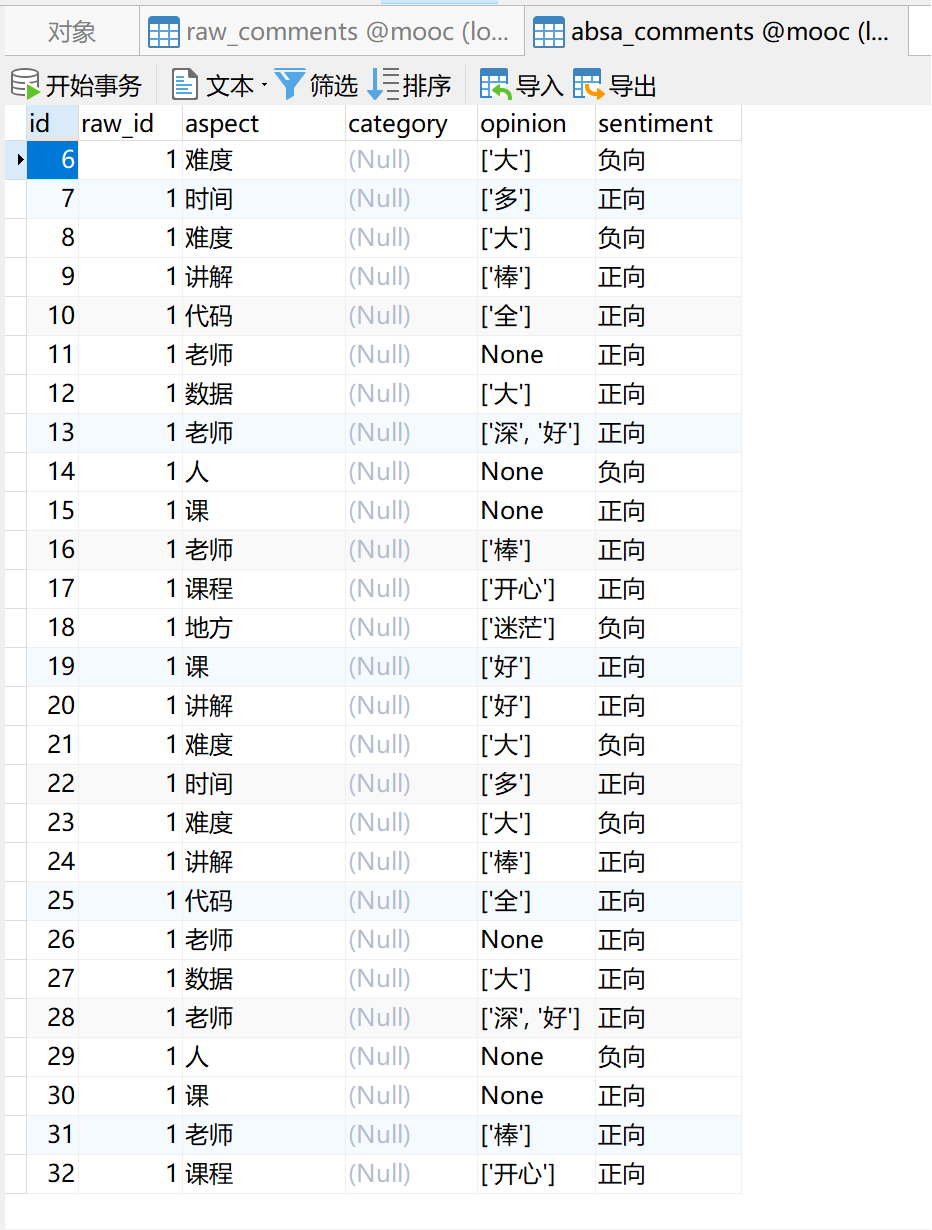 对象 raw_comments @mooc (lo... absa_comments @mooc (l...
开始事务 文本 筛选 排序 导入 导出
id raw_id aspect category opinion sentiment
6 1 难度 (Null) ['大'] 负向
7 1 时间 (Null) ['多'] 正向
8 1 难度 (Null) ['大'] 负向
9 1 讲解 (Null) ['棒'] 正向
10 1 代码 (Null) ['全'] 正向
11 1 老师 (Null) None 正向
12 1 数据 (Null) ['大'] 正向
13 1 老师 (Null) ['深', '好'] 正向
14 1 人 (Null) None 负向
15 1 课 (Null) None 正向
16 1 老师 (Null) ['棒'] 正向
17 1 课程 (Null) ['开心'] 正向
18 1 地方 (Null) ['迷茫'] 负向
19 1 课 (Null) ['好'] 正向
20 1 讲解 (Null) ['好'] 正向
21 1 难度 (Null) ['大'] 负向
22 1 时间 (Null) ['多'] 正向
23 1 难度 (Null) ['大'] 负向
24 1 讲解 (Null) ['棒'] 正向
25 1 代码 (Null) ['全'] 正向
26 1 老师 (Null) None 正向
27 1 数据 (Null) ['大'] 正向
28 1 老师 (Null) ['深', '好'] 正向
29 1 人 (Null) None 负向
30 1 课 (Null) None 正向
31 1 老师 (Null) ['棒'] 正向
32 1 课程 (Null) ['开心'] 正向